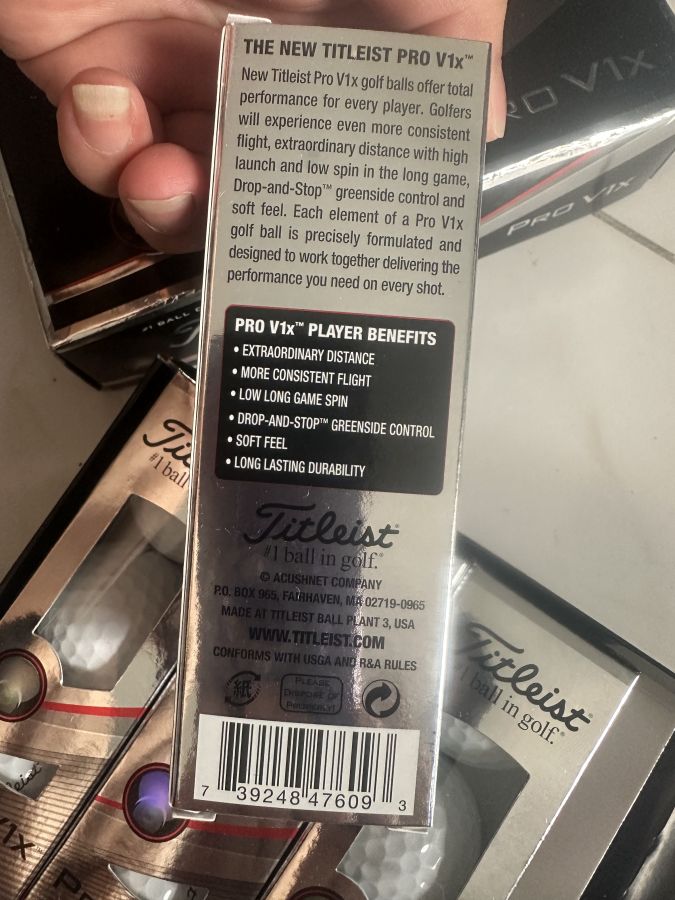 THE NEW TITLEIST PRO V1x™
New Titleist Pro V1x golf balls offer total
performance for every player. Golfers
will experience even more consistent
flight, extraordinary distance with high
launch and low spin in the long game,
Drop-and-Stop™ greenside control and
soft feel. Each element of a Pro V1x
golf ball is precisely formulated and
designed to work together delivering the
performance you need on every shot.
PRO V1x™ PLAYER BENEFITS
• EXTRAORDINARY DISTANCE
• MORE CONSISTENT FLIGHT
• LOW LONG GAME SPIN
• DROP-AND-STOP™ GREENSIDE CONTROL
• SOFT FEEL
• LONG LASTING DURABILITY
Titleist®
#1 ball in golf.®
© ACUSHNET COMPANY
P.O. BOX 965, FAIRHAVEN, MA 02719-0965
MADE AT TITLEIST BALL PLANT 3, USA
WWW.TITLEIST.COM
CONFORMS WITH USGA AND R&A RULES
紙
PLEASE
DISPOSE OF
PROPERLY!
7 39248 47609 3
RO V1X
PRO V1X
#1 BALL
Tit
#1 ball
leist
V1X
P
Titleist®
ball in golf.®